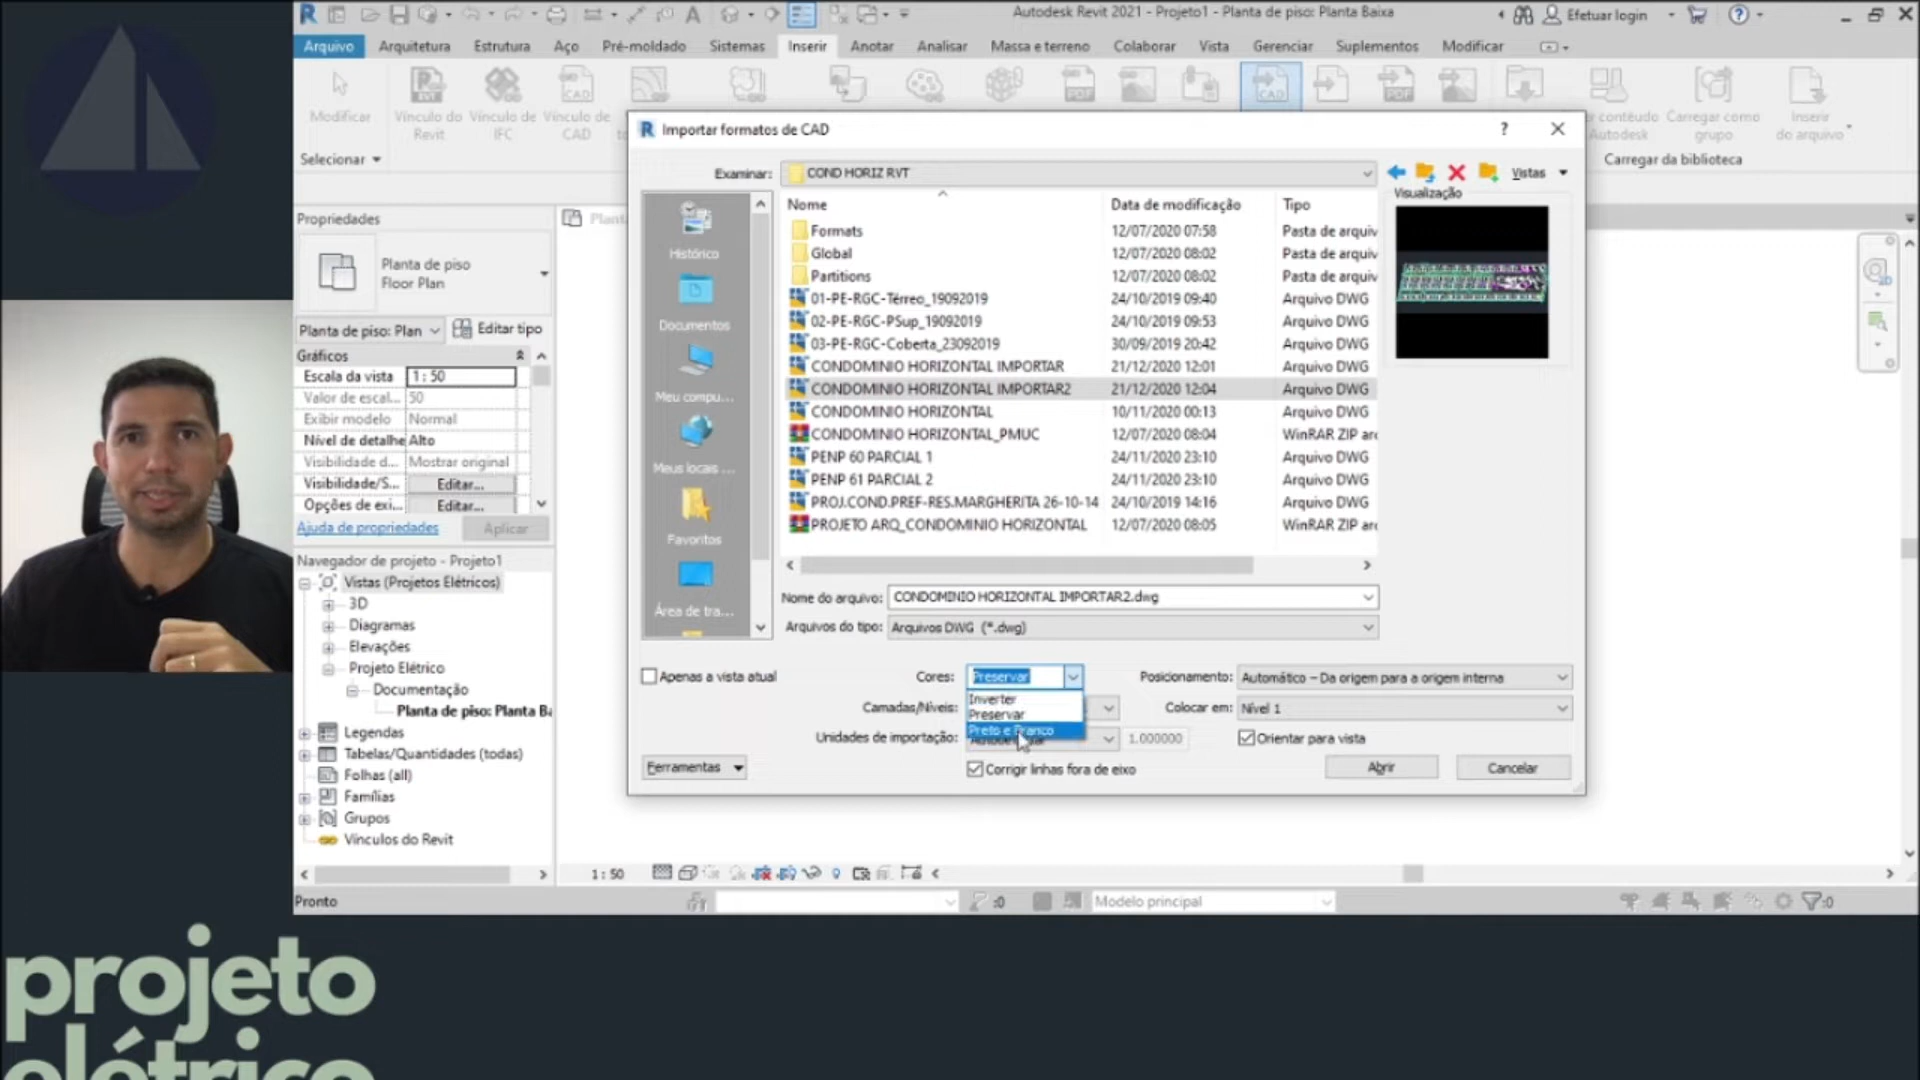 Autodesk Revit 2021 - Projeto1 - Planta de piso: Planta Baixa
Efetuar login
Arquivo Arquitetura Estrutura Aço Pré-moldado Sistemas Inserir Anotar Analisar Massa e terreno Colaborar Vista Gerenciar Suplementos Modificar
Modificar
Vínculo do Revit
Vínculo de IFC
Vínculo de CAD
Carregar como grupo
Inserir do arquivo
Selecionar
Carregar da biblioteca
Importar formatos de CAD
Examinar: COND HORIZ RVT
Vistas
Visualização
Nome Data de modificação Tipo
Formats 12/07/2020 07:58 Pasta de arquiv
Global 12/07/2020 08:02 Pasta de arquiv
Partitions 12/07/2020 08:02 Pasta de arquiv
01-PE-RGC-Térreo_19092019 24/10/2019 09:40 Arquivo DWG
02-PE-RGC-PSup_19092019 24/10/2019 09:53 Arquivo DWG
03-PE-RGC-Coberta_23092019 30/09/2019 20:42 Arquivo DWG
CONDOMINIO HORIZONTAL IMPORTAR 21/12/2020 12:01 Arquivo DWG
CONDOMINIO HORIZONTAL IMPORTAR2 21/12/2020 12:04 Arquivo DWG
CONDOMINIO HORIZONTAL 10/11/2020 00:13 Arquivo DWG
CONDOMINIO HORIZONTAL_PMUC 12/07/2020 08:04 WinRAR ZIP arc
PENP 60 PARCIAL 1 24/11/2020 23:10 Arquivo DWG
PENP 61 PARCIAL 2 24/11/2020 23:10 Arquivo DWG
PROJ.COND.PREF-RES.MARGHERITA 26-10-14 24/10/2019 14:16 Arquivo DWG
PROJETO ARQ_CONDOMINIO HORIZONTAL 12/07/2020 08:05 WinRAR ZIP arc
Histórico
Documentos
Meu compu...
Meus locais ...
Favoritos
Área de tra...
Nome do arquivo: CONDOMINIO HORIZONTAL IMPORTAR2.dwg
Arquivos do tipo: Arquivos DWG (*.dwg)
Apenas a vista atual
Cores: Preservar
Inverter
Preservar
Preto e Branco
Camadas/Níveis:
Unidades de importação:
1.000000
Corrigir linhas fora de eixo
Posicionamento: Automático – Da origem para a origem interna
Colocar em: Nível 1
Orientar para vista
Ferramentas
Abrir
Cancelar
Propriedades
Planta de piso
Floor Plan
Planta de piso: Plan
Editar tipo
Gráficos
Escala da vista 1 : 50
Valor de escal... 50
Exibir modelo Normal
Nível de detalhe Alto
Visibilidade d... Mostrar original
Visibilidade/S... Editar...
Opções de exi... Editar...
Ajuda de propriedades
Aplicar
Navegador de projeto - Projeto1
Vistas (Projetos Elétricos)
3D
Diagramas
Elevações
Projeto Elétrico
Documentação
Planta de piso: Planta Ba
Legendas
Tabelas/Quantidades (todas)
Folhas (all)
Famílias
Grupos
Vínculos do Revit
1 : 50
Pronto
:0
Modelo principal
:0
projeto
elétrico